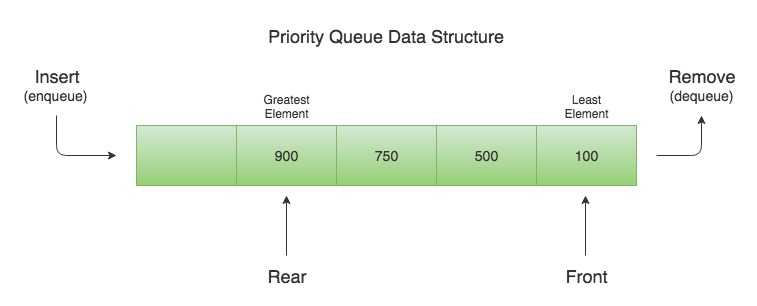 Priority Queue Data Structure
Insert
(enqueue)
Remove
(dequeue)
Greatest
Element
Least
Element
900 750 500 100
Rear
Front